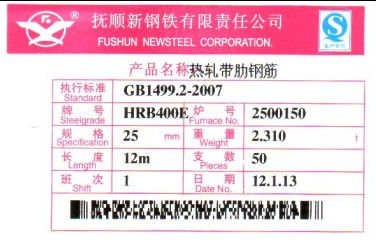 抚顺新钢铁有限责任公司
FUSHUN NEWSTEEL CORPORATION.
产品名称热轧带肋钢筋
执行标准 Standard GB1499.2-2007
牌号 Steelgrade HRB400E 炉号 Furnace No. 2500150
规格 Specification 25 mm 重量 Weight 2.310 t
长度 Length 12m 支数 Pieces 50
班次 Shift 1 日期 Date No. 12.1.13